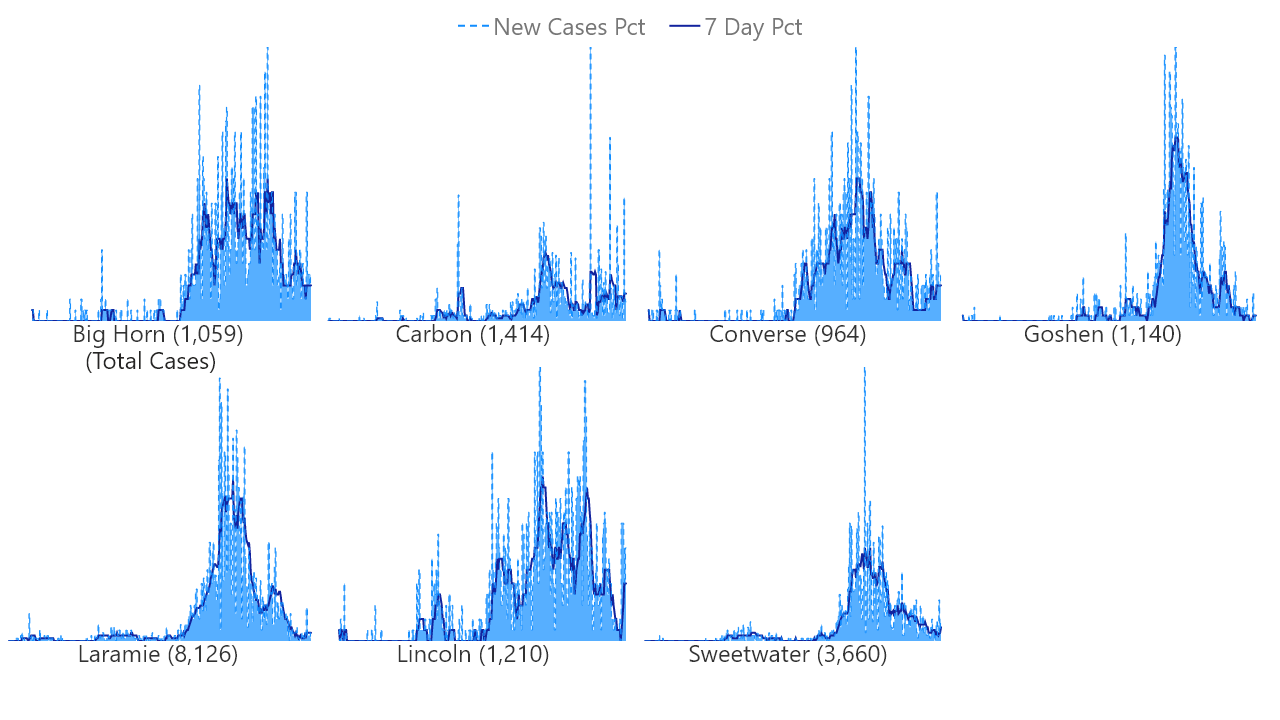 New Cases Pct 7 Day Pct
Big Horn (1,059) Carbon (1,414) Converse (964) Goshen (1,140)
(Total Cases)
Laramie (8,126) Lincoln (1,210) Sweetwater (3,660)